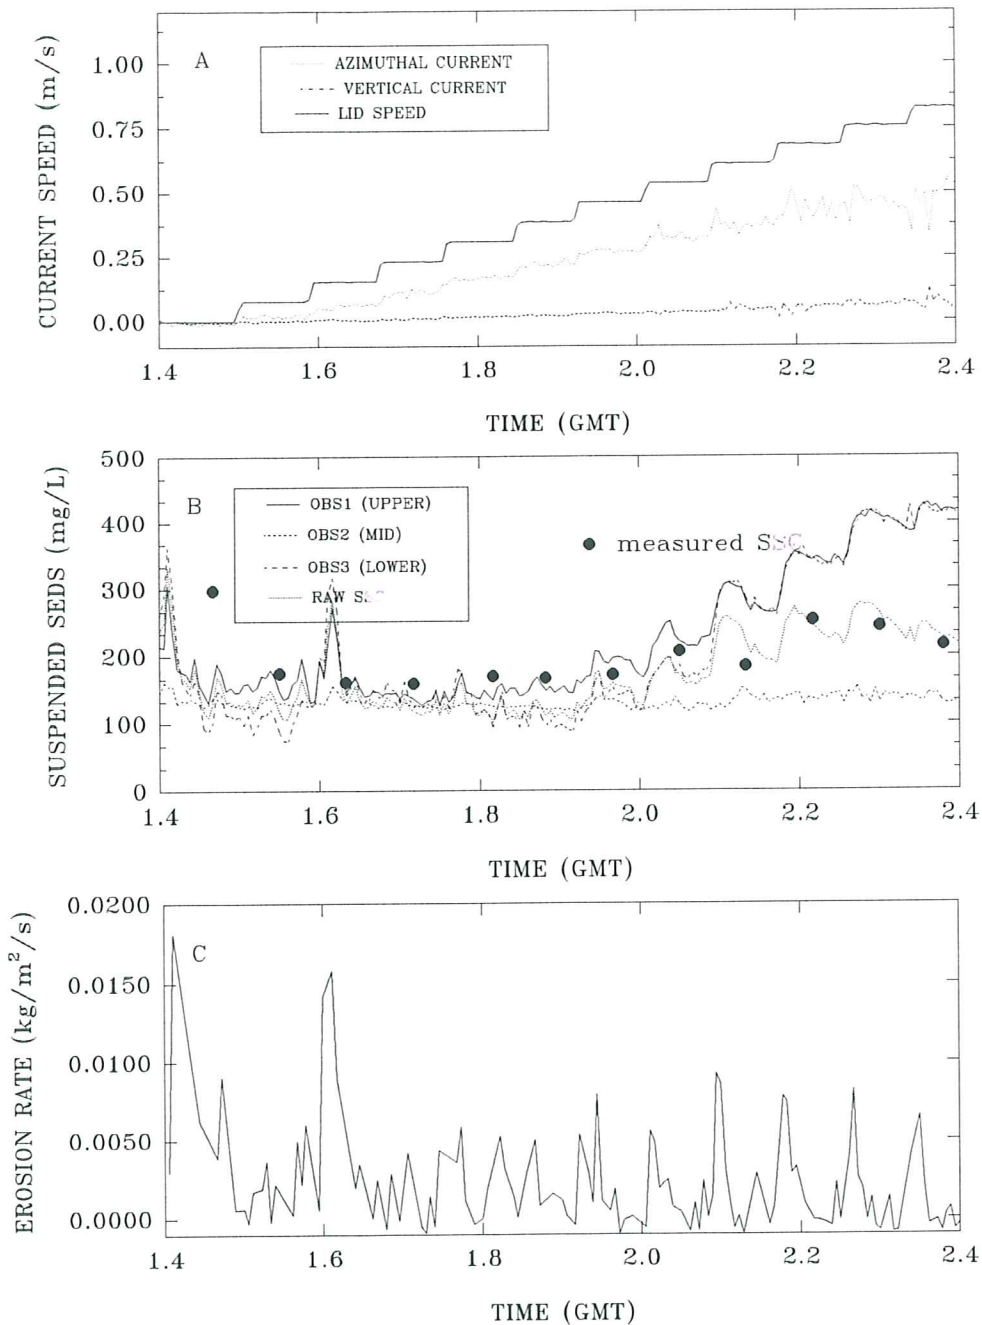 A
AZIMUTHAL CURRENT
VERTICAL CURRENT
LID SPEED
CURRENT SPEED (m/s)
1.00
0.75
0.50
0.25
0.00
1.4 1.6 1.8 2.0 2.2 2.4
TIME (GMT)
B
OBS1 (UPPER)
OBS2 (MID)
OBS3 (LOWER)
RAW SSC
measured SSC
SUSPENDED SEDS (mg/L)
500
400
300
200
100
0
1.4 1.6 1.8 2.0 2.2 2.4
TIME (GMT)
C
EROSION RATE (kg/m²/s)
0.0200
0.0150
0.0100
0.0050
0.0000
1.4 1.6 1.8 2.0 2.2 2.4
TIME (GMT)